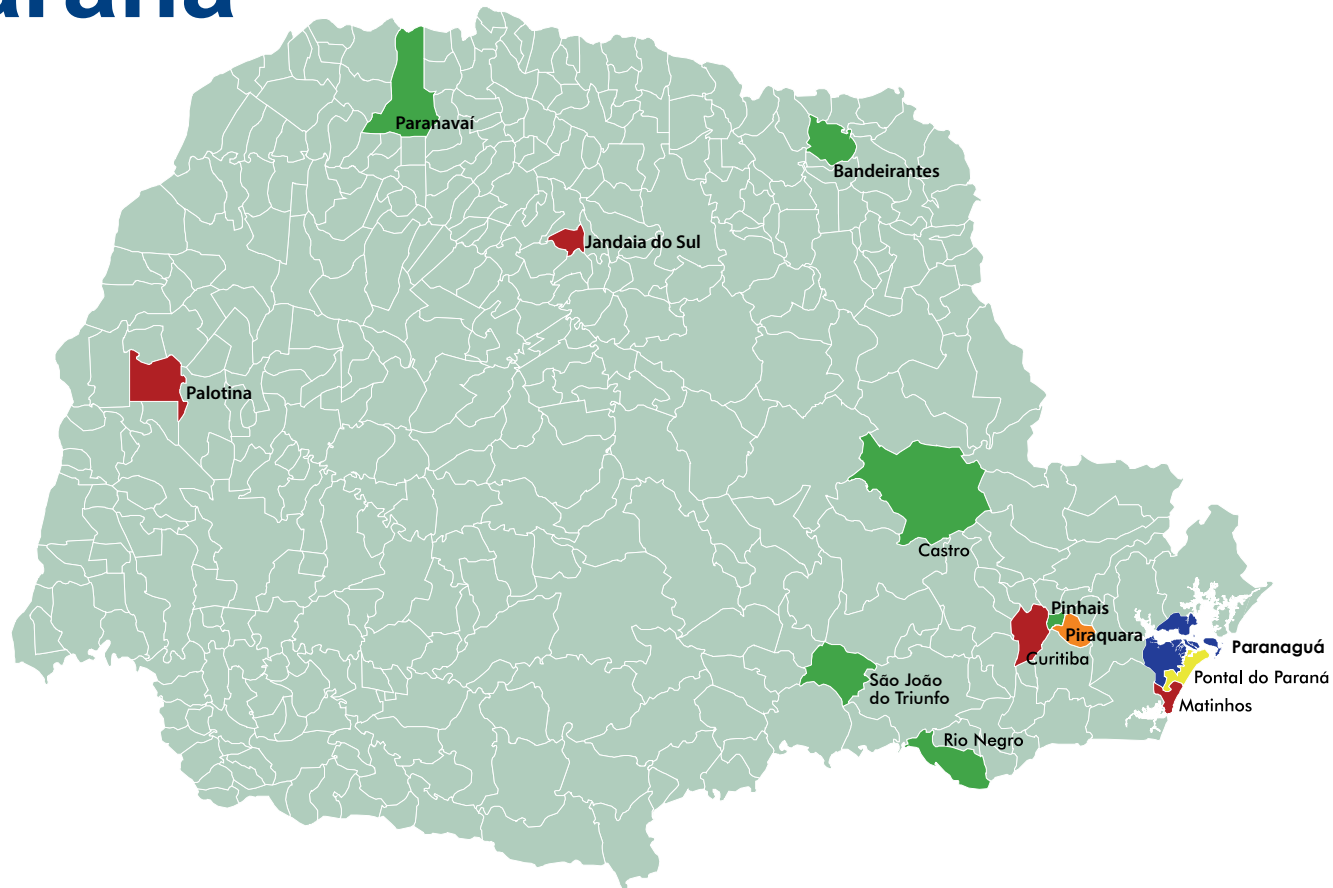 Paranavaí
Bandeirantes
Jandaia do Sul
Palotina
Castro
Pinhais
Piraquara
Curitiba
Paranaguá
Pontal do Paraná
Matinhos
São João
do Triunfo
Rio Negro